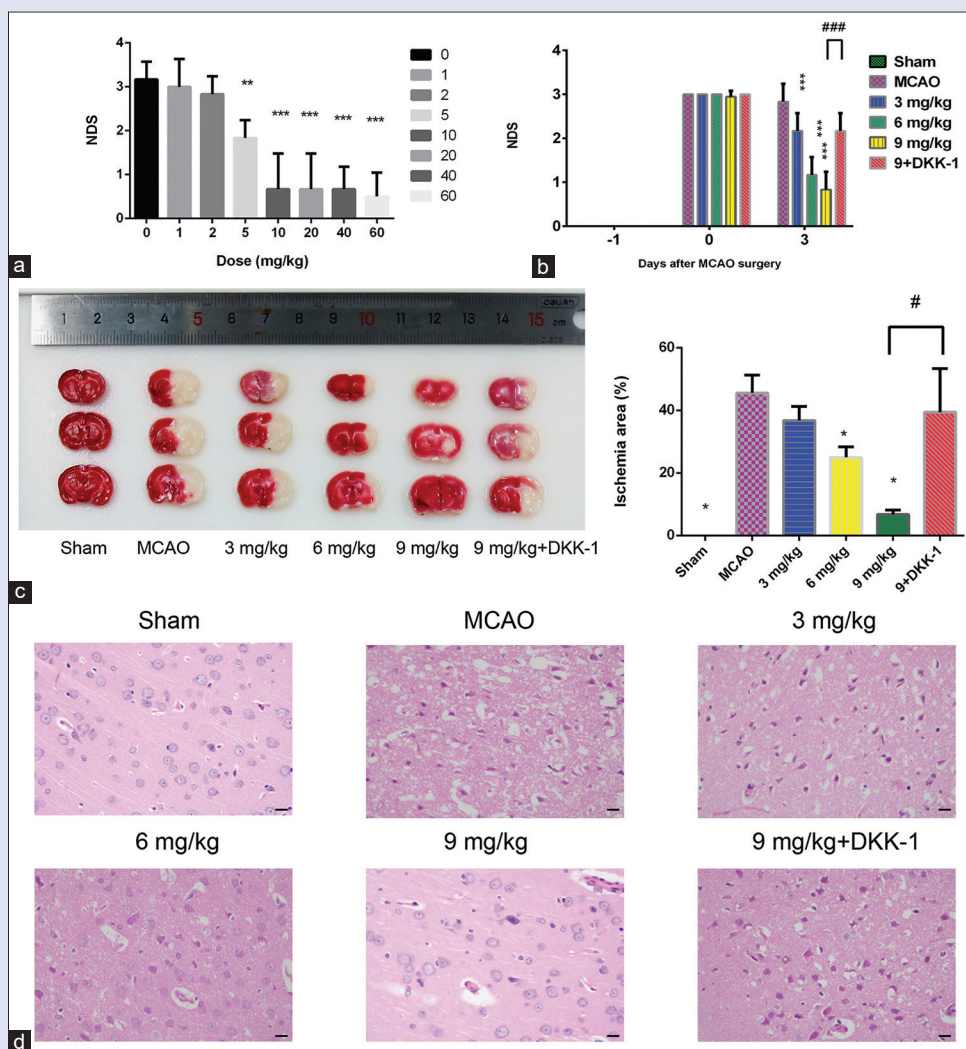 4
3
2
1
0
NDS
**
***
***
***
***
0
1
2
5
10
20
40
60
Dose (mg/kg)
0
1
2
5
10
20
40
60
a
3
2
1
0
NDS
***
***
***
***
###
-1
0
3
Days after MCAO surgery
Sham
MCAO
3 mg/kg
6 mg/kg
9 mg/kg
9+DKK-1
b
1 2 3 4 5 6 7 8 9 10 11 12 13 14 15 cm
Sham MCAO 3 mg/kg 6 mg/kg 9 mg/kg 9 mg/kg+DKK-1
60
40
20
0
Ischemia area (%)
*
*
*
#
Sham
MCAO
3 mg/kg
6 mg/kg
9 mg/kg
9+DKK-1
c
Sham MCAO 3 mg/kg
6 mg/kg 9 mg/kg 9 mg/kg+DKK-1
d